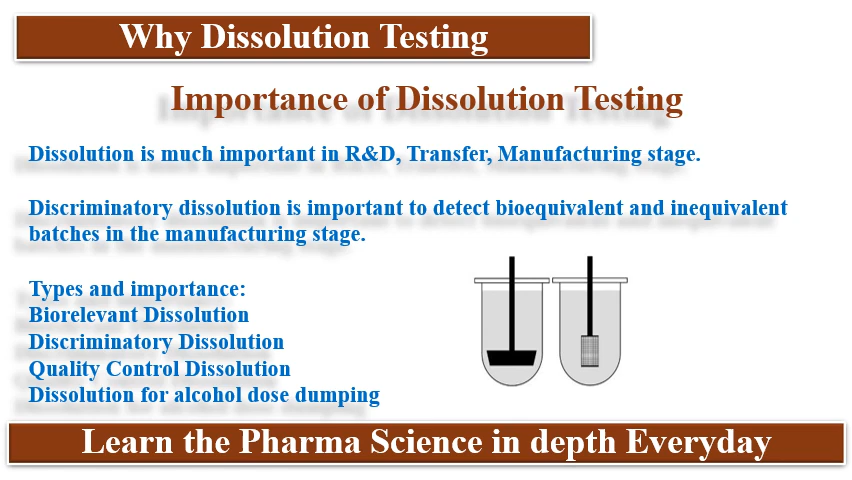 Why Dissolution Testing
Importance of Dissolution Testing
Dissolution is much important in R&D, Transfer, Manufacturing stage.
Discriminatory dissolution is important to detect bioequivalent and inequivalent
batches in the manufacturing stage.
Types and importance:
Biorelevant Dissolution
Discriminatory Dissolution
Quality Control Dissolution
Dissolution for alcohol dose dumping
Learn the Pharma Science in depth Everyday